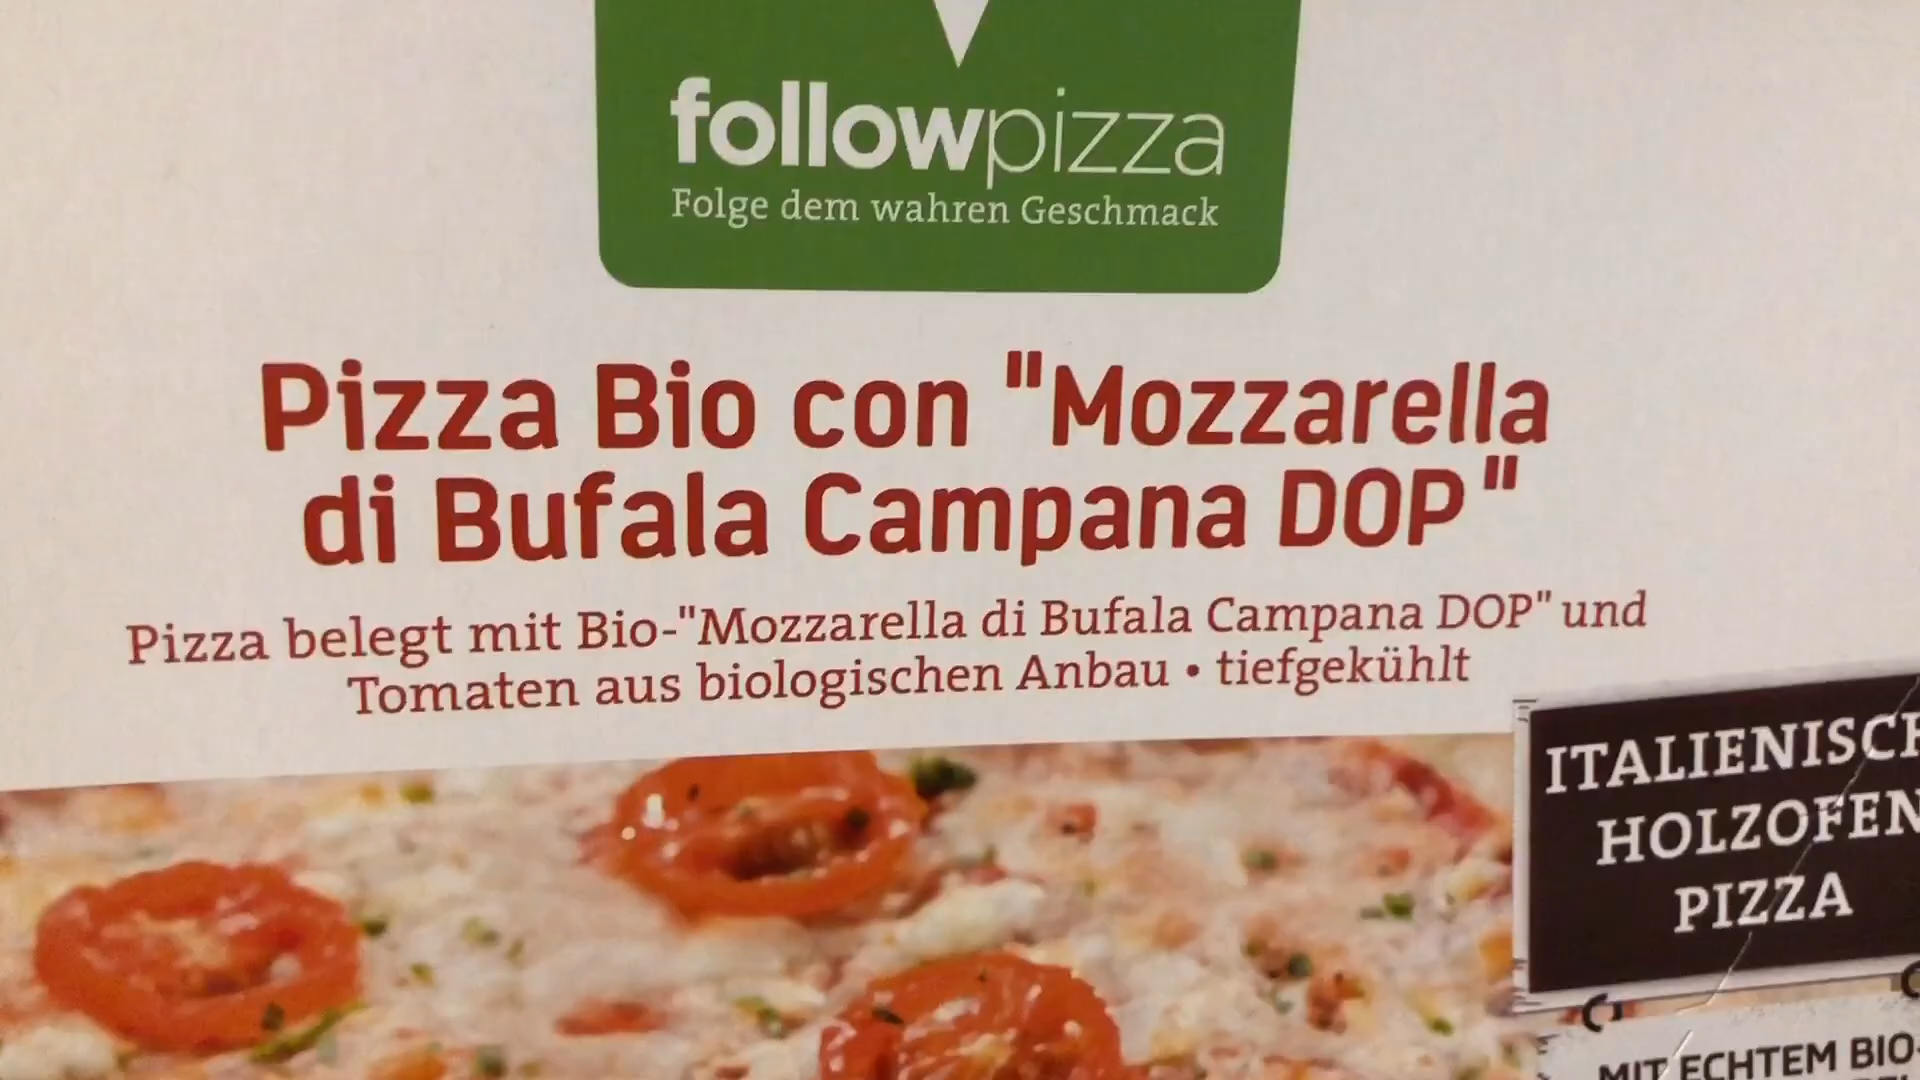 followpizza
Folge dem wahren Geschmack
Pizza Bio con "Mozzarella
di Bufala Campana DOP"
Pizza belegt mit Bio-"Mozzarella di Bufala Campana DOP" und
Tomaten aus biologischen Anbau • tiefgekühlt
ITALIENISCH
HOLZOFEN
PIZZA
MIT ECHTEM BIO-